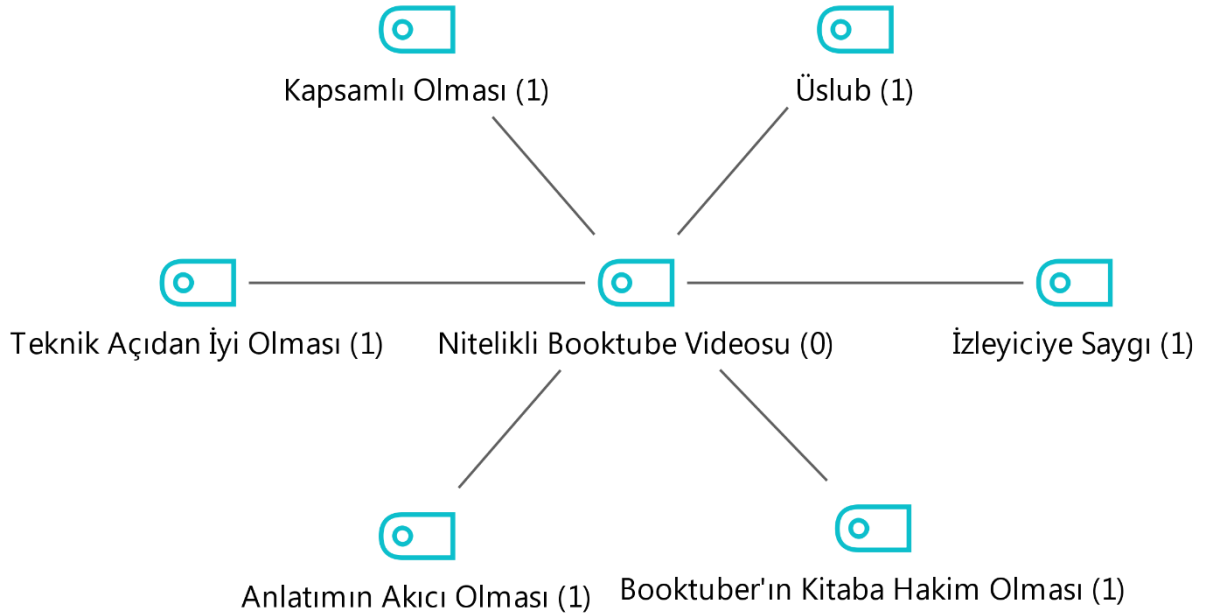 Kapsamlı Olması (1)
Üslub (1)
Teknik Açıdan İyi Olması (1)
Nitelikli Booktube Videosu (0)
İzleyiciye Saygı (1)
Anlatımın Akıcı Olması (1)
Booktuber'ın Kitaba Hakim Olması (1)